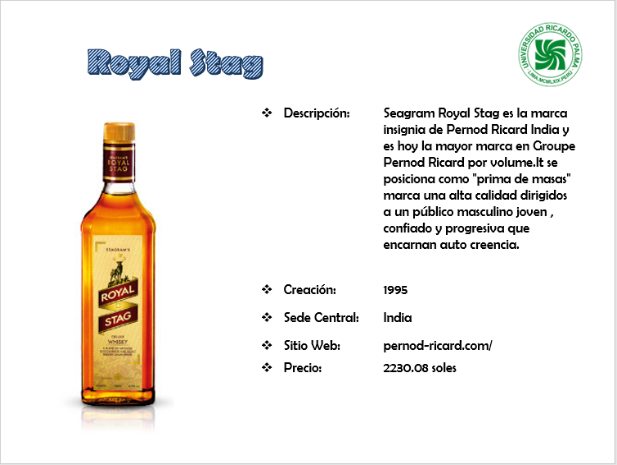 Royal Stag
UNIVERSIDAD RICARDO PALMA
LIMA MCMLXIX PERU
❖ Descripción: Seagram Royal Stag es la marca
insignia de Pernod Ricard India y
es hoy la mayor marca en Groupe
Pernod Ricard por volume.It se
posiciona como "prima de masas"
marca una alta calidad dirigidos
a un público masculino joven ,
confiado y progresiva que
encarnan auto creencia.
❖ Creación: 1995
❖ Sede Central: India
❖ Sitio Web: pernod-ricard.com/
❖ Precio: 2230.08 soles
ROYAL
STAG
SEAGRAM'S
ROYAL
STAG
WHISKY